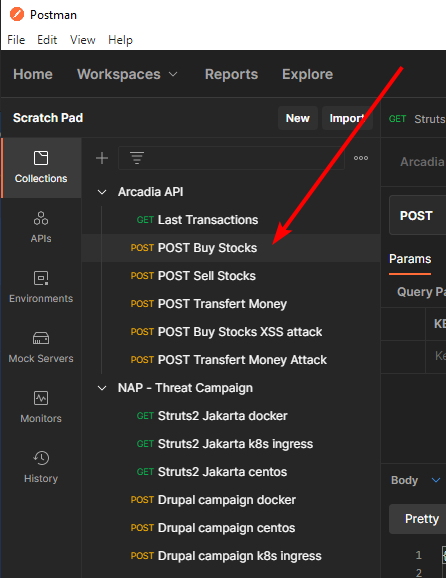 Postman
File Edit View Help
Home Workspaces Reports Explore
Scratch Pad New Import GET Struts
Collections
APIs
Environments
Mock Servers
Monitors
History
Arcadia API
GET Last Transactions
POST POST Buy Stocks
POST POST Sell Stocks
POST POST Transfert Money
POST POST Buy Stocks XSS attack
POST POST Transfert Money Attack
NAP - Threat Campaign
GET Struts2 Jakarta docker
GET Struts2 Jakarta k8s ingress
GET Struts2 Jakarta centos
POST Drupal campaign docker
POST Drupal campaign centos
POST Drupal campaign k8s ingress
Arcadia
POST
Params
Query Pa
KE
Ke
Body
Pretty
1
2